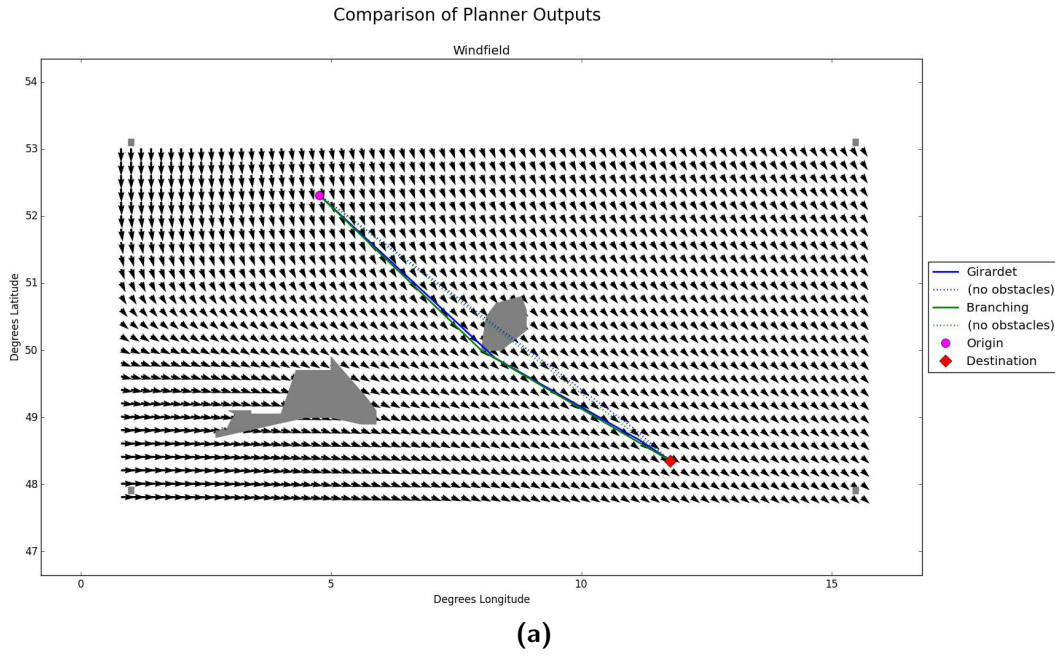 Comparison of Planner Outputs
Windfield
54
53
52
51
50
49
48
47
Degrees Latitude
0
5
10
15
Degrees Longitude
Girardet
(no obstacles)
Branching
(no obstacles)
Origin
Destination
(a)